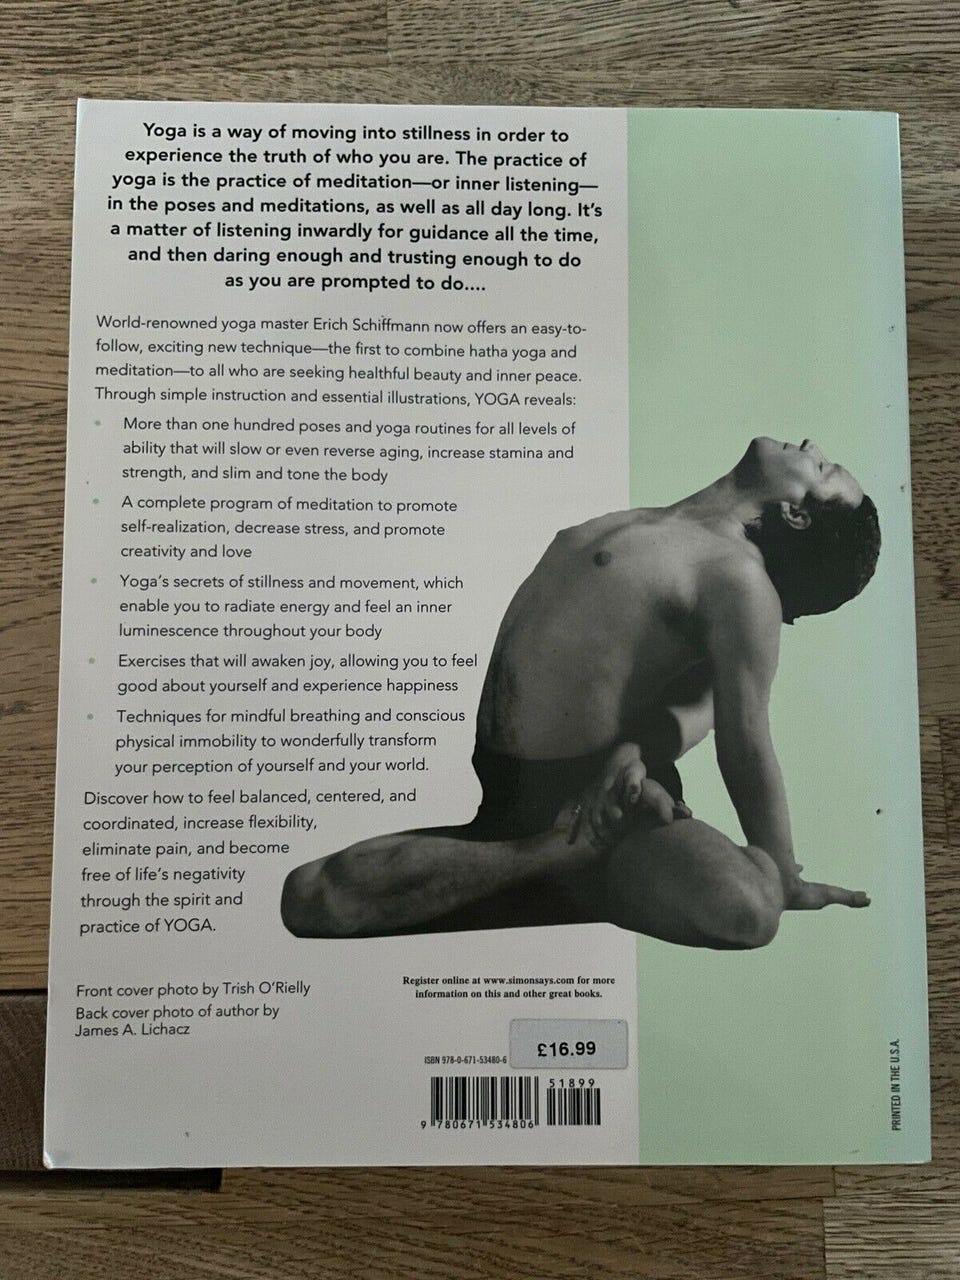 Yoga is a way of moving into stillness in order to
experience the truth of who you are. The practice of
yoga is the practice of meditation—or inner listening—
in the poses and meditations, as well as all day long. It's
a matter of listening inwardly for guidance all the time,
and then daring enough and trusting enough to do
as you are prompted to do....
World-renowned yoga master Erich Schiffmann now offers an easy-to-
follow, exciting new technique—the first to combine hatha yoga and
meditation—to all who are seeking healthful beauty and inner peace.
Through simple instruction and essential illustrations, YOGA reveals:
• More than one hundred poses and yoga routines for all levels of
ability that will slow or even reverse aging, increase stamina and
strength, and slim and tone the body
• A complete program of meditation to promote
self-realization, decrease stress, and promote
creativity and love
• Yoga's secrets of stillness and movement, which
enable you to radiate energy and feel an inner
luminescence throughout your body
• Exercises that will awaken joy, allowing you to feel
good about yourself and experience happiness
• Techniques for mindful breathing and conscious
physical immobility to wonderfully transform
your perception of yourself and your world.
Discover how to feel balanced, centered, and
coordinated, increase flexibility,
eliminate pain, and become
free of life's negativity
through the spirit and
practice of YOGA.
Front cover photo by Trish O'Rielly
Back cover photo of author by
James A. Lichacz
Register online at www.simonsays.com for more
information on this and other great books.
£16.99
ISBN 978-0-671-53480-6
51899
9 780671 534806
PRINTED IN THE U.S.A.